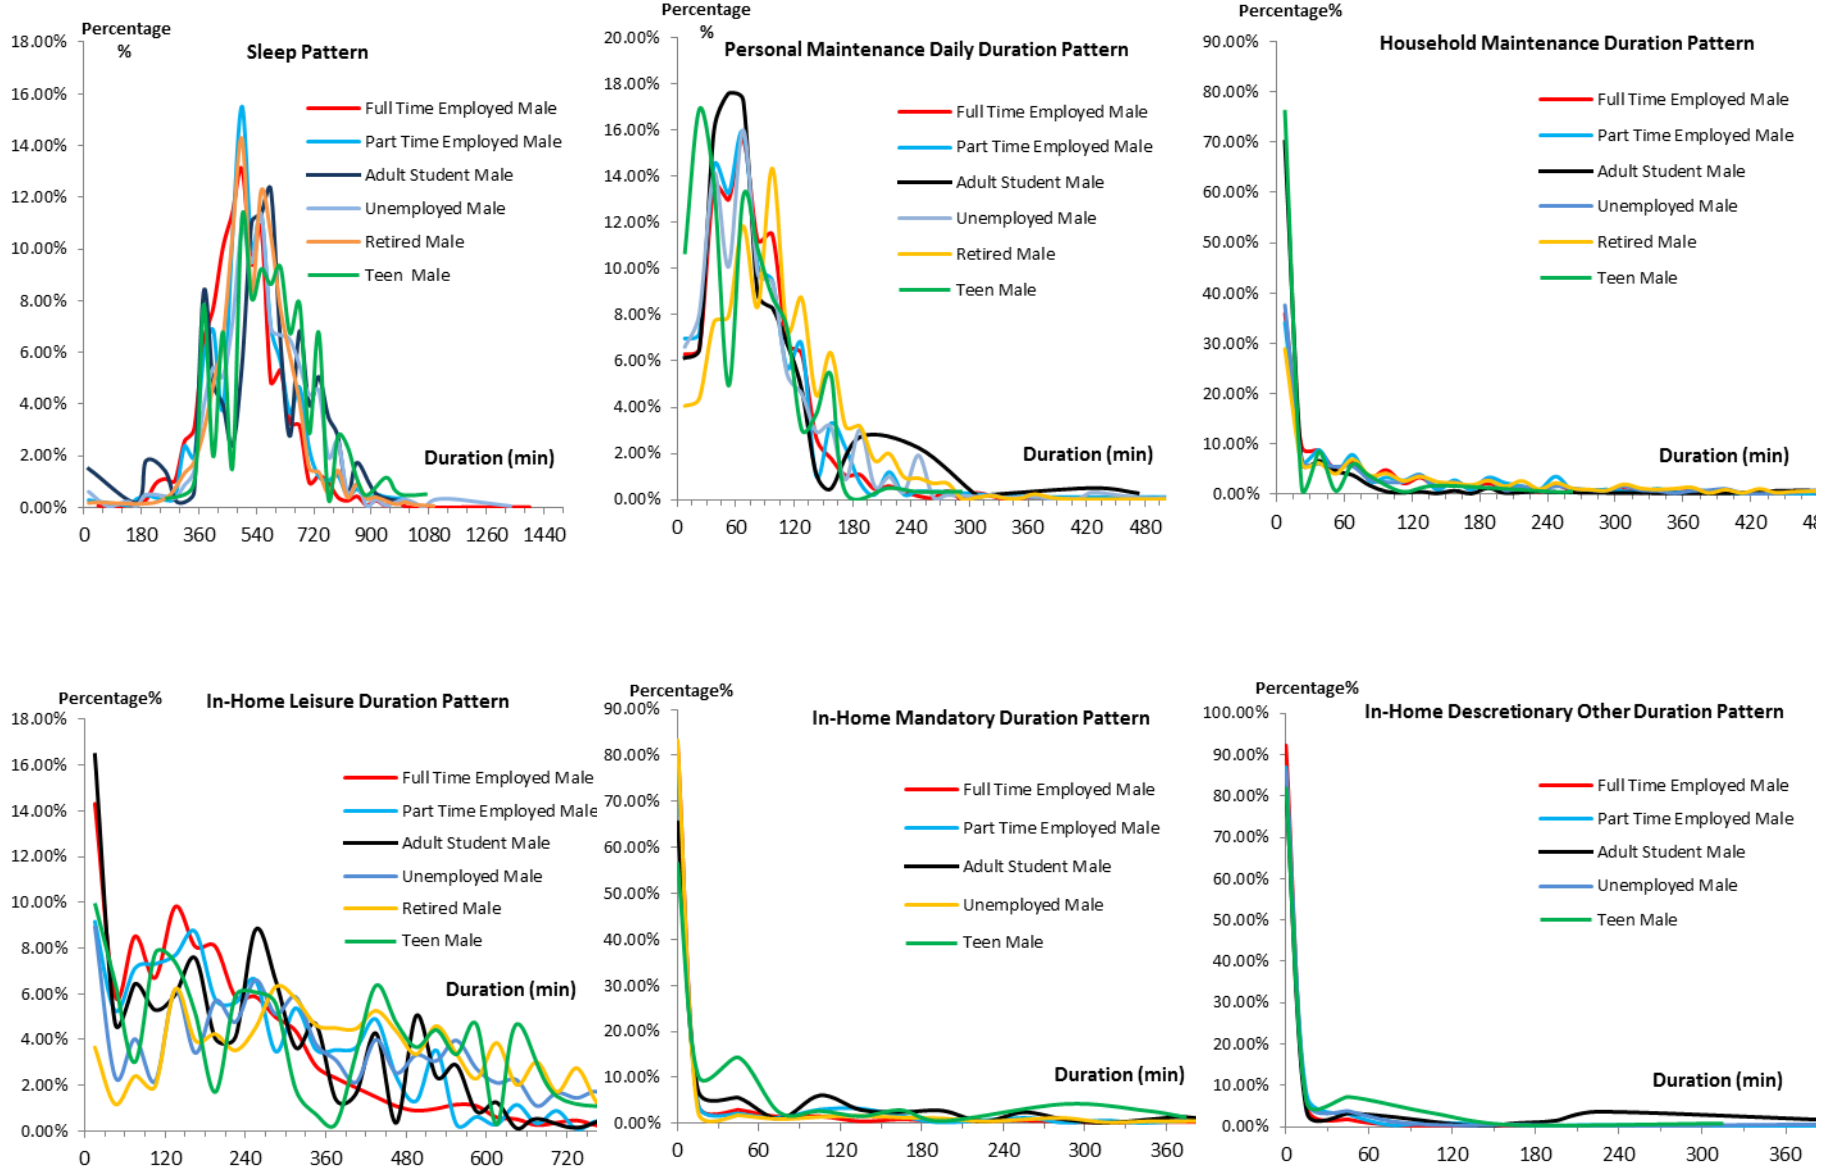 Percentage
%
Sleep Pattern
18.00%
16.00%
14.00%
12.00%
10.00%
8.00%
6.00%
4.00%
2.00%
0.00%
Full Time Employed Male
Part Time Employed Male
Adult Student Male
Unemployed Male
Retired Male
Teen Male
Duration (min)
0 180 360 540 720 900 1080 1260 1440
Percentage
%
Personal Maintenance Daily Duration Pattern
20.00%
18.00%
16.00%
14.00%
12.00%
10.00%
8.00%
6.00%
4.00%
2.00%
0.00%
Full Time Employed Male
Part Time Employed Male
Adult Student Male
Unemployed Male
Retired Male
Teen Male
Duration (min)
0 60 120 180 240 300 360 420 480
Percentage%
Household Maintenance Duration Pattern
90.00%
80.00%
70.00%
60.00%
50.00%
40.00%
30.00%
20.00%
10.00%
0.00%
Full Time Employed Male
Part Time Employed Male
Adult Student Male
Unemployed Male
Retired Male
Teen Male
Duration (min)
0 60 120 180 240 300 360 420
Percentage%
In-Home Leisure Duration Pattern
18.00%
16.00%
14.00%
12.00%
10.00%
8.00%
6.00%
4.00%
2.00%
0.00%
Full Time Employed Male
Part Time Employed Male
Adult Student Male
Unemployed Male
Retired Male
Teen Male
Duration (min)
0 120 240 360 480 600 720
Percentage%
In-Home Mandatory Duration Pattern
90.00%
80.00%
70.00%
60.00%
50.00%
40.00%
30.00%
20.00%
10.00%
0.00%
Full Time Employed Male
Part Time Employed Male
Adult Student Male
Unemployed Male
Teen Male
Duration (min)
0 60 120 180 240 300 360
Percentage%
In-Home Descretionary Other Duration Pattern
100.00%
90.00%
80.00%
70.00%
60.00%
50.00%
40.00%
30.00%
20.00%
10.00%
0.00%
Full Time Employed Male
Part Time Employed Male
Adult Student Male
Unemployed Male
Teen Male
Duration (min)
0 60 120 180 240 300 360